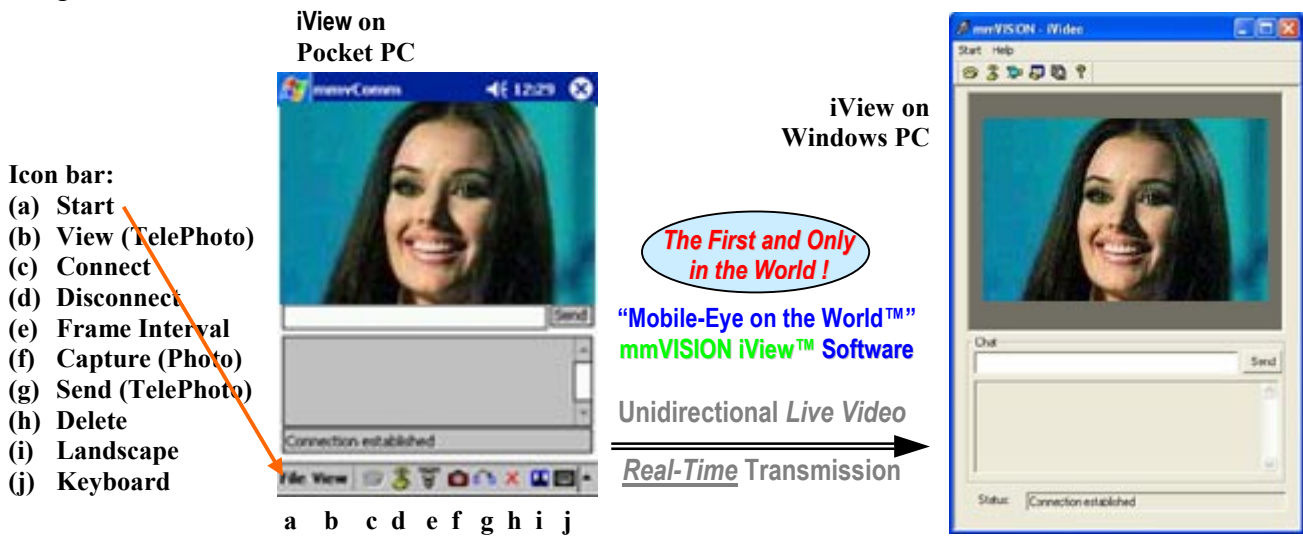 iView on
Pocket PC
mmvComm 12:29
Send
Connection established
File View
a b c d e f g h i j
Icon bar:
(a) Start
(b) View (TelePhoto)
(c) Connect
(d) Disconnect
(e) Frame Interval
(f) Capture (Photo)
(g) Send (TelePhoto)
(h) Delete
(i) Landscape
(j) Keyboard
The First and Only
in the World !
“Mobile-Eye on the World™”
mmVISION iView™ Software
Unidirectional Live Video
Real-Time Transmission
iView on
Windows PC
mmVISION - iVideo
Start Help
Chat
Send
Status: Connection established